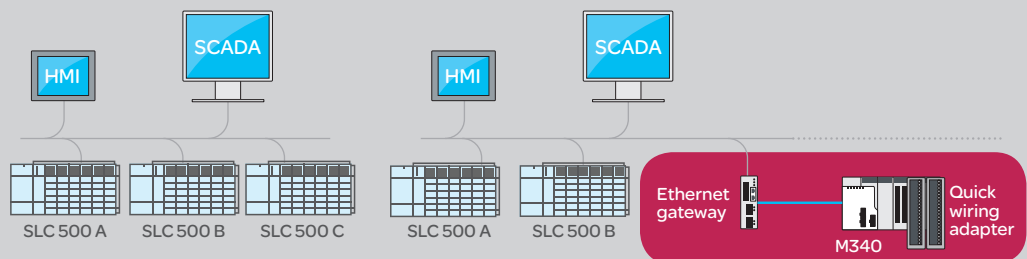 HMI
SCADA
SLC 500 A
SLC 500 B
SLC 500 C
HMI
SCADA
SLC 500 A
SLC 500 B
Ethernet
gateway
M340
Quick
wiring
adapter